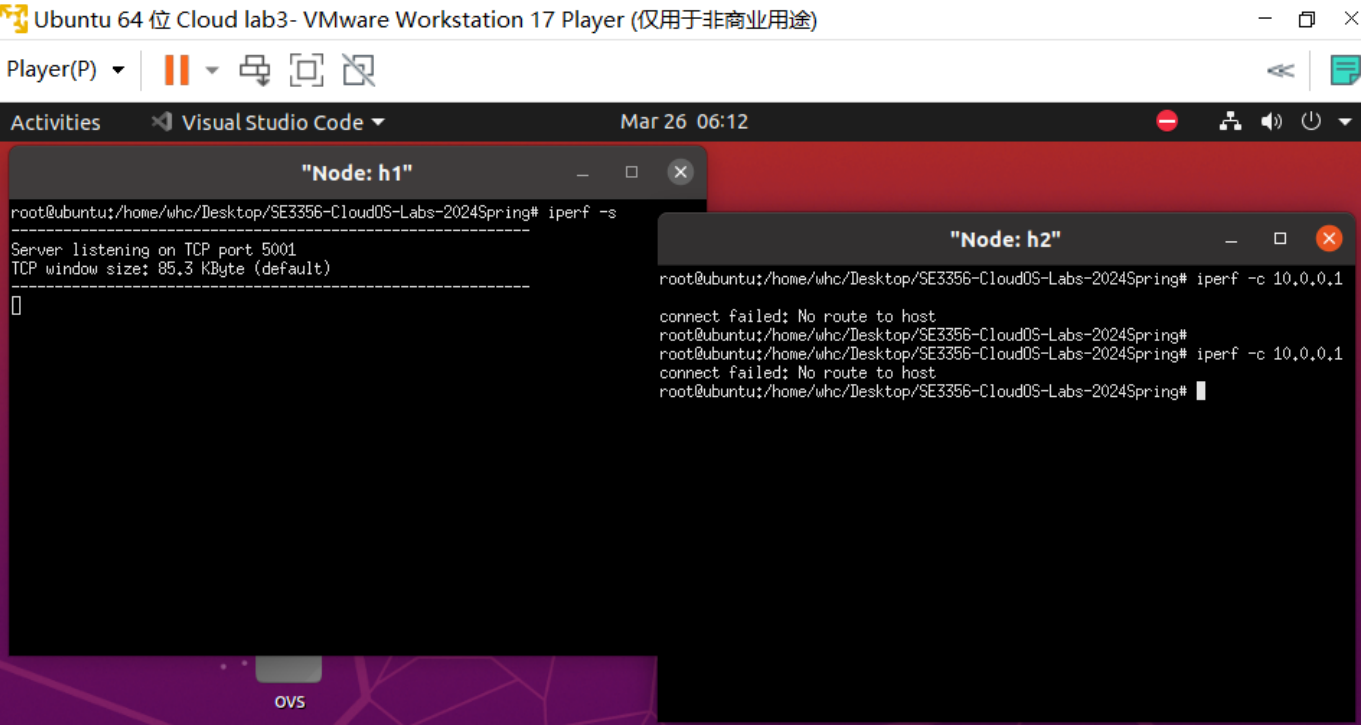 Ubuntu 64 位 Cloud lab3- VMware Workstation 17 Player (仅用于非商业用途)
Player(P)
Activities
Visual Studio Code
Mar 26 06:12
"Node: h1"
root@ubuntu:/home/whc/Desktop/SE3356-CloudOS-Labs-2024Spring# iperf -s
------------------------------------------------------------
Server listening on TCP port 5001
TCP window size: 85.3 KByte (default)
------------------------------------------------------------
"Node: h2"
root@ubuntu:/home/whc/Desktop/SE3356-CloudOS-Labs-2024Spring# iperf -c 10.0.0.1
connect failed: No route to host
root@ubuntu:/home/whc/Desktop/SE3356-CloudOS-Labs-2024Spring#
root@ubuntu:/home/whc/Desktop/SE3356-CloudOS-Labs-2024Spring# iperf -c 10.0.0.1
connect failed: No route to host
root@ubuntu:/home/whc/Desktop/SE3356-CloudOS-Labs-2024Spring#
ovs